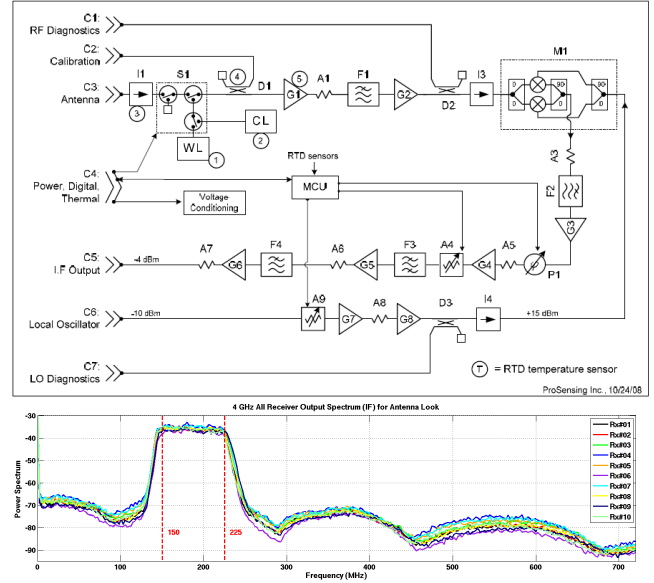 C1:
RF Diagnostics
C2:
Calibration
C3:
Antenna
I1
3
S1
4
D1
5
G1
A1
F1
G2
D2
I3
MI1
0
90
0
90
CL
2
WL
1
A3
F2
G3
C4:
Power, Digital,
Thermal
Voltage
Conditioning
RTD sensors
MCU
C5:
I.F Output
-4 dBm
A7
G6
F4
A6
G5
F3
A4
G4
A5
φ
P1
C6:
Local Oscillator
-10 dBm
A9
G7
A8
G8
D3
I4
+15 dBm
C7:
LO Diagnostics
T = RTD temperature sensor
ProSensing Inc., 10/24/08
4 GHz All Receiver Output Spectrum (IF) for Antenna Look
Power Spectrum
-30
-40
-50
-60
-70
-80
-90
150
225
Rx#01
Rx#02
Rx#03
Rx#04
Rx#05
Rx#06
Rx#07
Rx#08
Rx#09
Rx#10
0 100 200 300 400 500 600 700
Frequency (MHz)